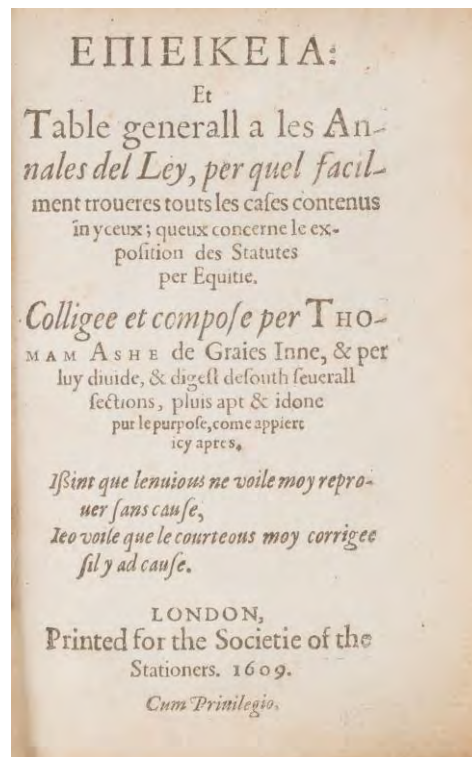 ΕΠΙΕΙΚΕΙΑ:
Et
Table generall a les An-
nales del Ley, per quel facil-
ment troueres touts les caſes contenus
in yceux; queux concerne le ex-
poſition des Statutes
per Equitie.
Colligee et compoſe per THO-
MAM ASHE de Graies Inne, & per
luy diuide, & digeſt deſouth ſeuerall
ſections, pluis apt & idone
pur le purpoſe, come appiert
icy apres.
Iſsint que lenuious ne voile moy repro-
uer ſans cauſe,
Ieo voile que le courteous moy corrigee
ſil y ad cauſe.
LONDON,
Printed for the Societie of the
Stationers. 1609.
Cum Priuilegio.